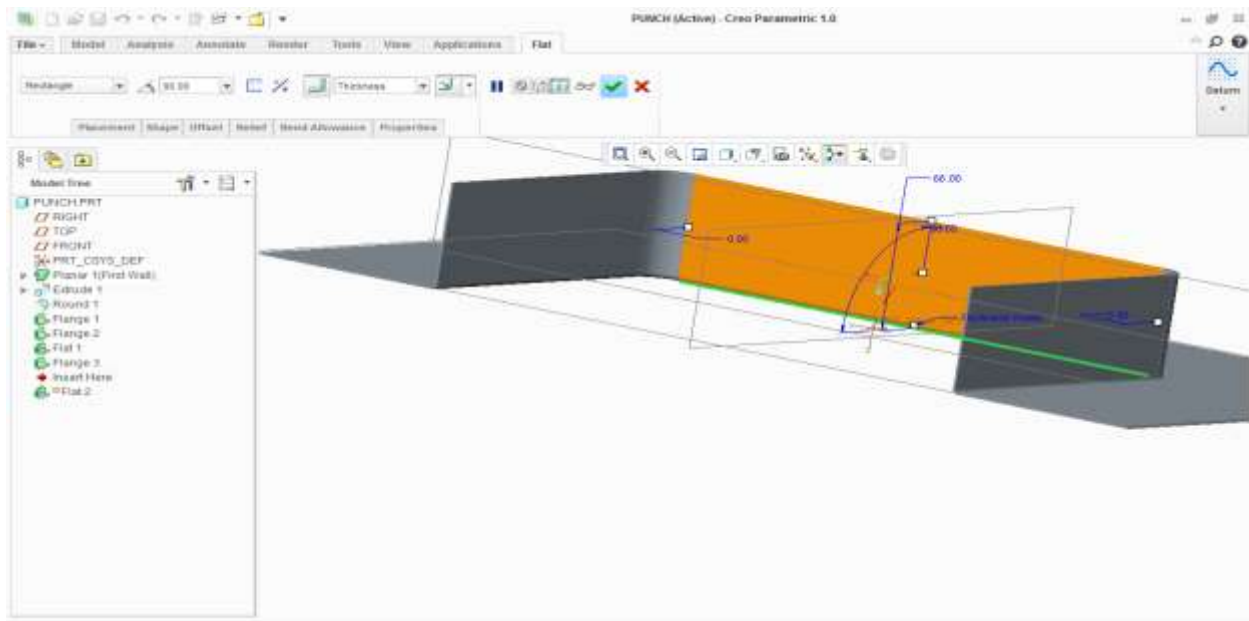 PUNCH (Active) - Creo Parametric 1.0
File Model Analysis Annotate Render Tools View Applications Flat
Rectangle 90.00 Thickness
Datum
Placement Shape Offset Relief Bend Allowance Properties
Model Tree
PUNCH.PRT
RIGHT
TOP
FRONT
PRT_CSYS_DEF
Planar 1(First Wall)
Extrude 1
Round 1
Flange 1
Flange 2
Flat 1
Flange 3
Insert Here
Flat 2
66.00
0.00